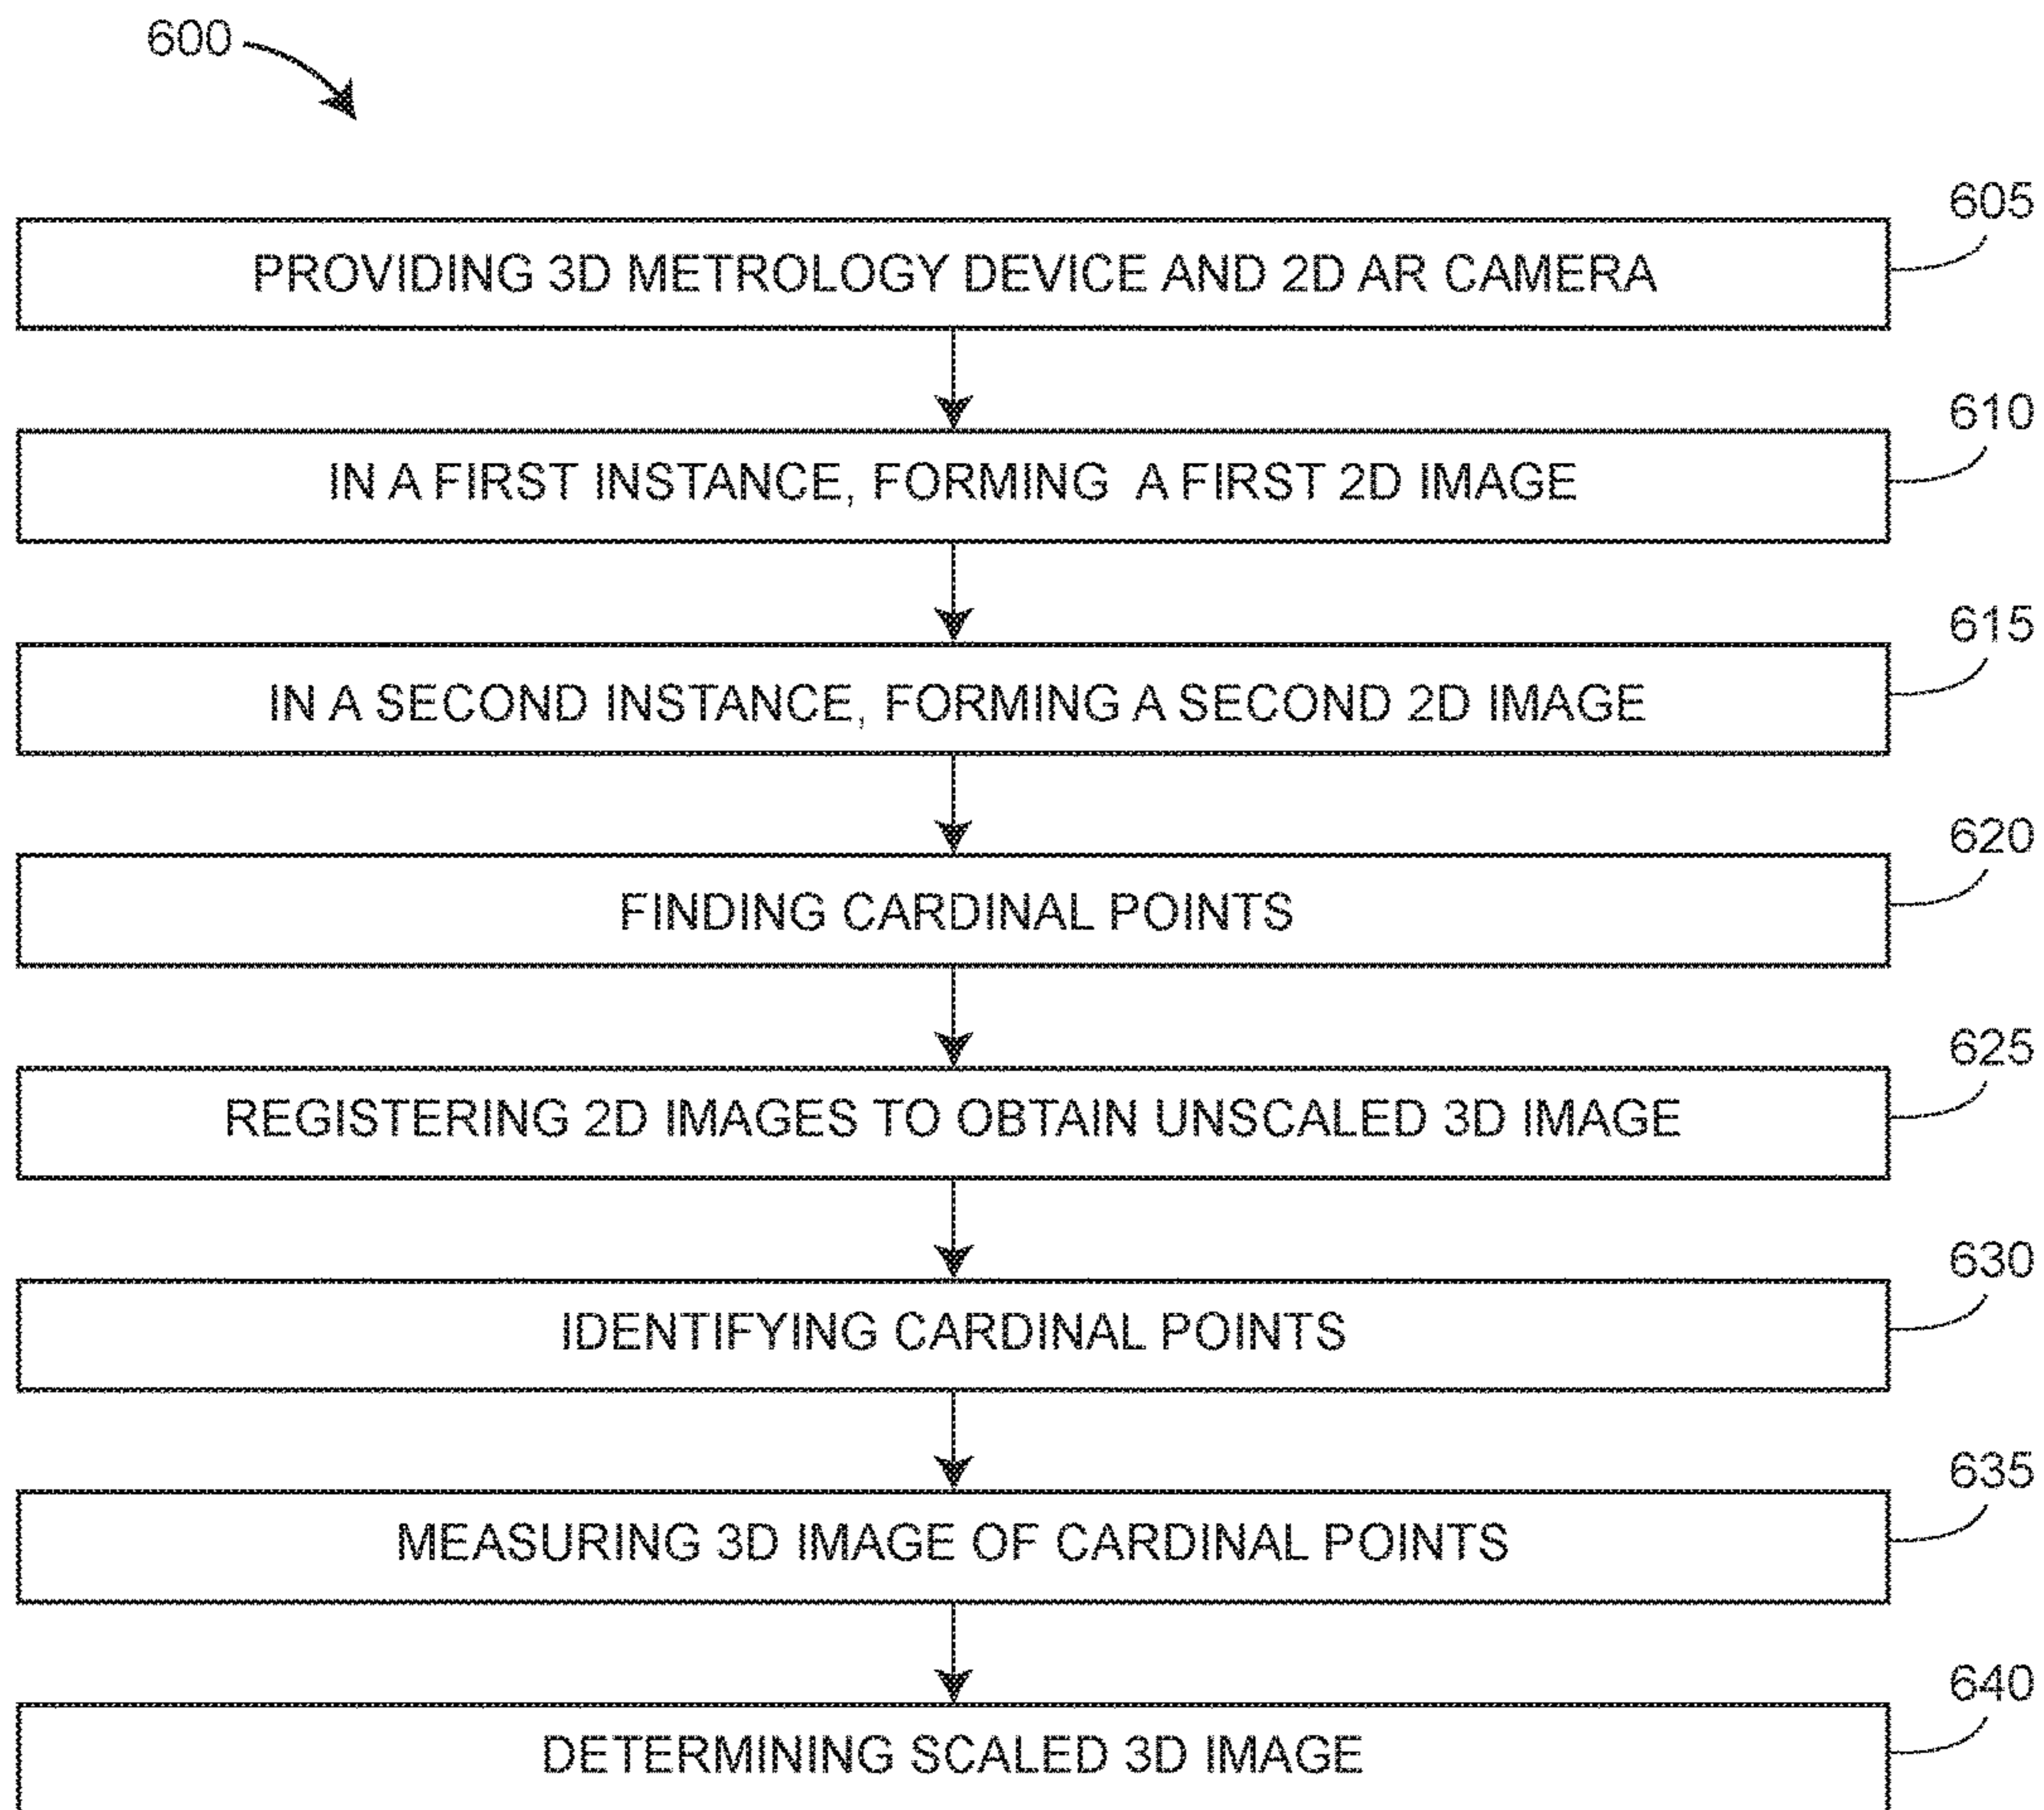 600
605
PROVIDING 3D METROLOGY DEVICE AND 2D AR CAMERA
610
IN A FIRST INSTANCE, FORMING A FIRST 2D IMAGE
615
IN A SECOND INSTANCE, FORMING A SECOND 2D IMAGE
620
FINDING CARDINAL POINTS
625
REGISTERING 2D IMAGES TO OBTAIN UNSCALED 3D IMAGE
630
IDENTIFYING CARDINAL POINTS
635
MEASURING 3D IMAGE OF CARDINAL POINTS
640
DETERMINING SCALED 3D IMAGE